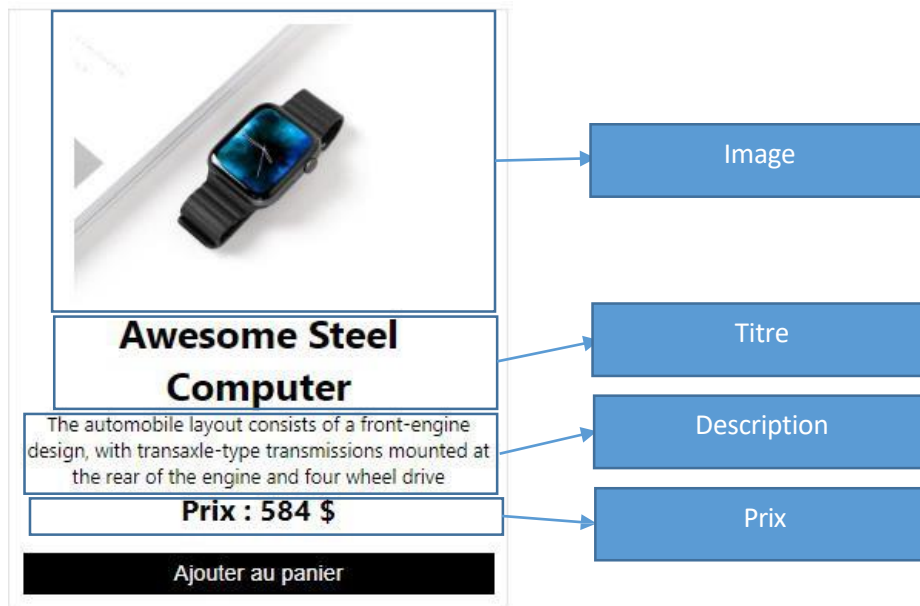 Image
Awesome Steel
Computer
Titre
The automobile layout consists of a front-engine
design, with transaxle-type transmissions mounted at
the rear of the engine and four wheel drive
Description
Prix : 584 $
Prix
Ajouter au panier